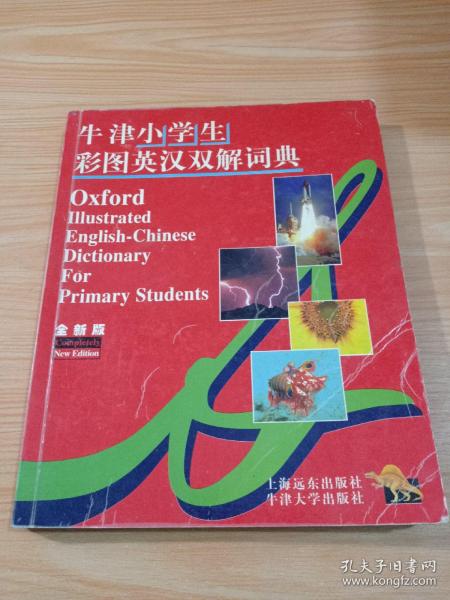 牛津小学生
彩图英汉双解词典
Oxford
Illustrated
English-Chinese
Dictionary
For
Primary Students
全新版
Completely
New Edition
上海远东出版社
牛津大学出版社
孔夫子旧书网
www.kongfz.com